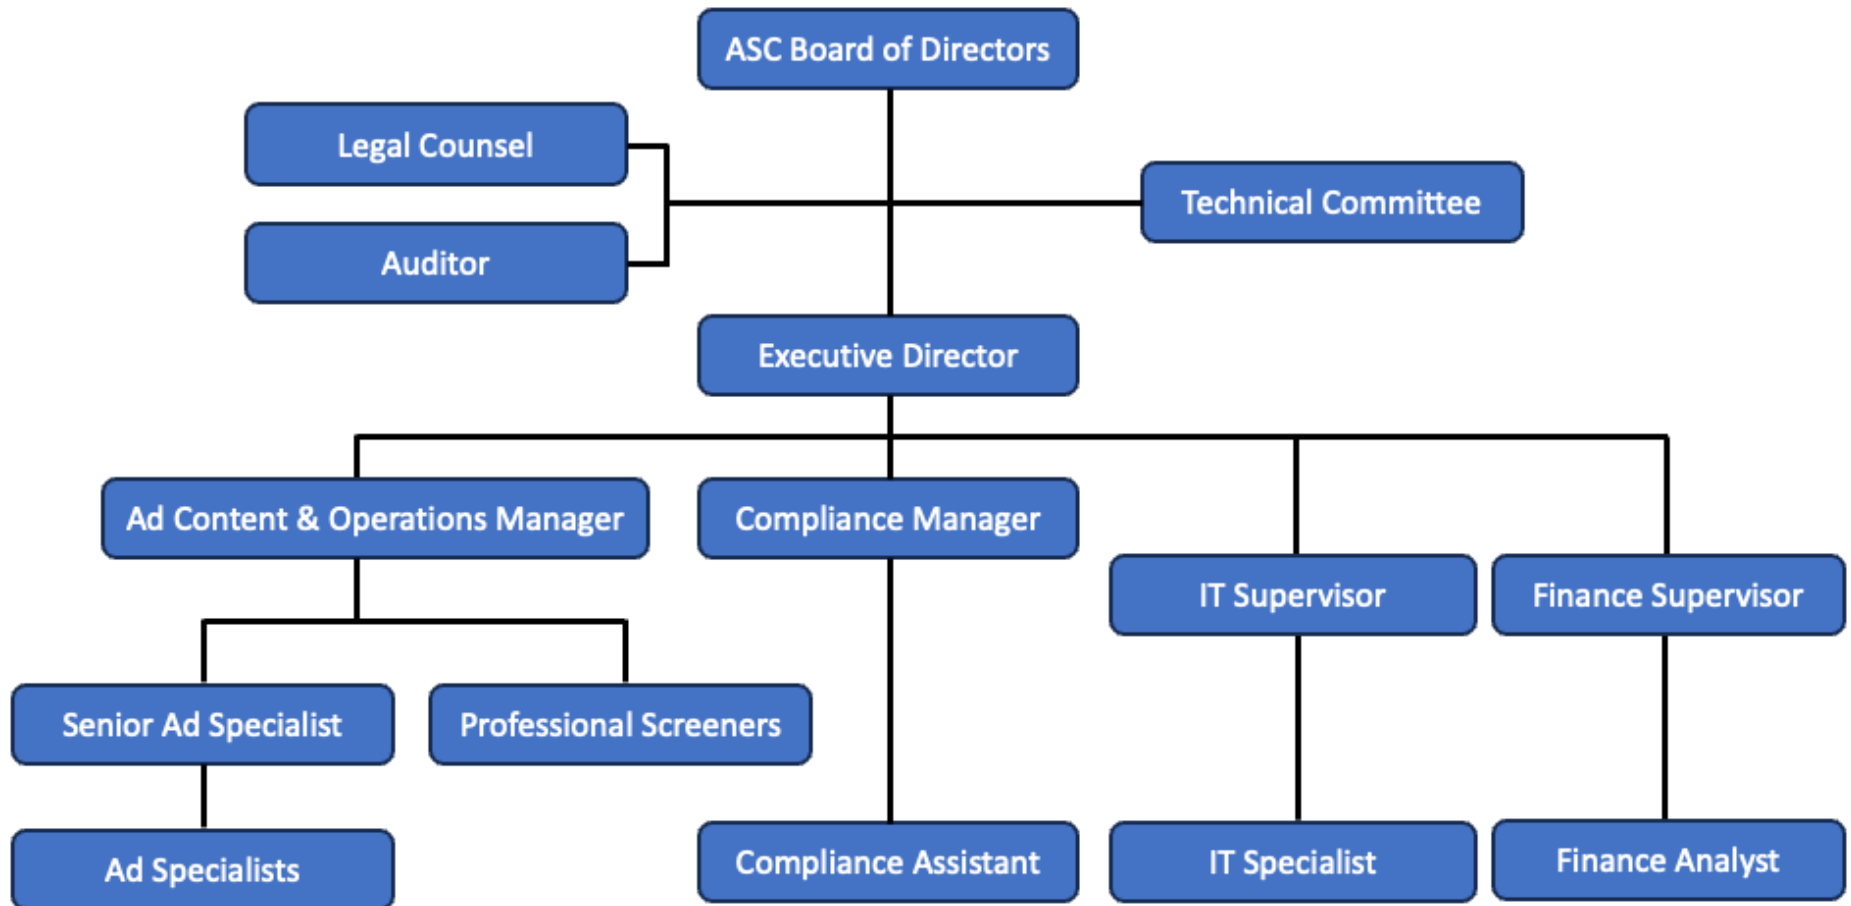 ASC Board of Directors
Legal Counsel
Technical Committee
Auditor
Executive Director
Ad Content & Operations Manager
Compliance Manager
IT Supervisor
Finance Supervisor
Senior Ad Specialist
Professional Screeners
Ad Specialists
Compliance Assistant
IT Specialist
Finance Analyst